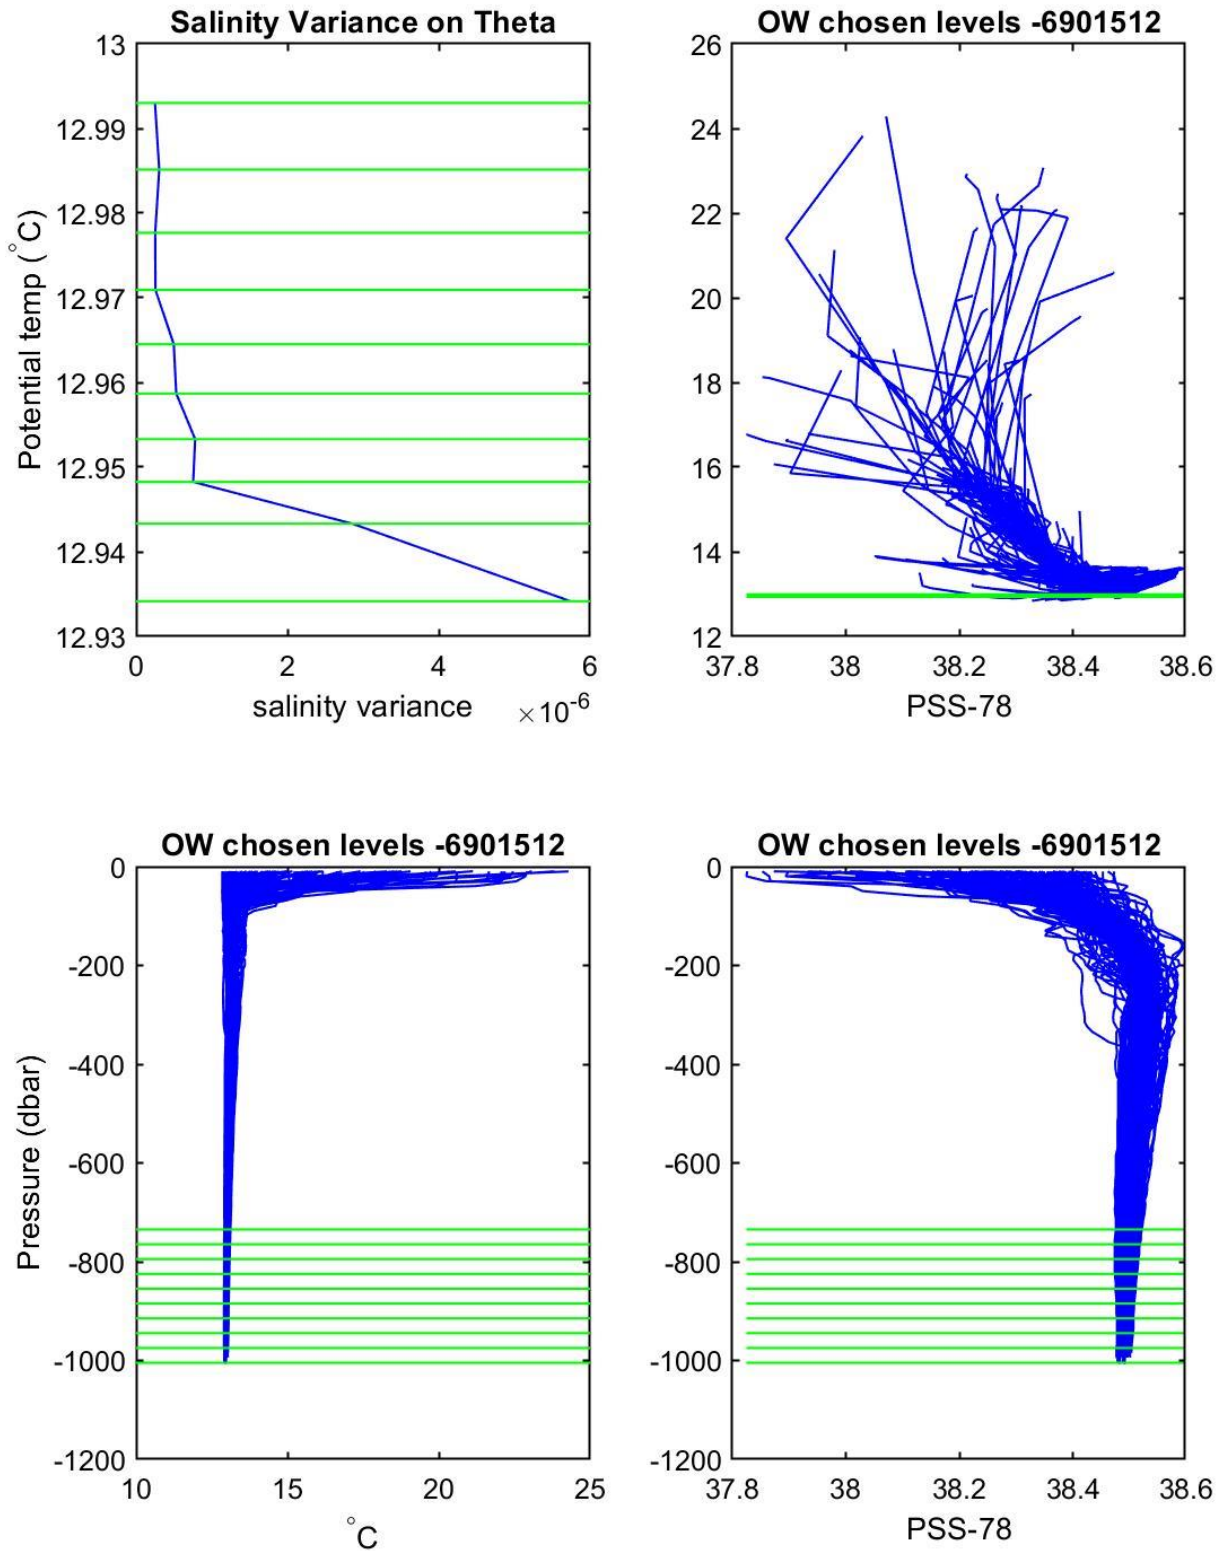 Salinity Variance on Theta
13
12.99
12.98
12.97
12.96
12.95
12.94
12.93
Potential temp (°C)
0 2 4 6
salinity variance ×10-6
OW chosen levels -6901512
26
24
22
20
18
16
14
12
37.8 38 38.2 38.4 38.6
PSS-78
OW chosen levels -6901512
0
-200
-400
-600
-800
-1000
-1200
Pressure (dbar)
10 15 20 25
°C
OW chosen levels -6901512
0
-200
-400
-600
-800
-1000
-1200
37.8 38 38.2 38.4 38.6
PSS-78